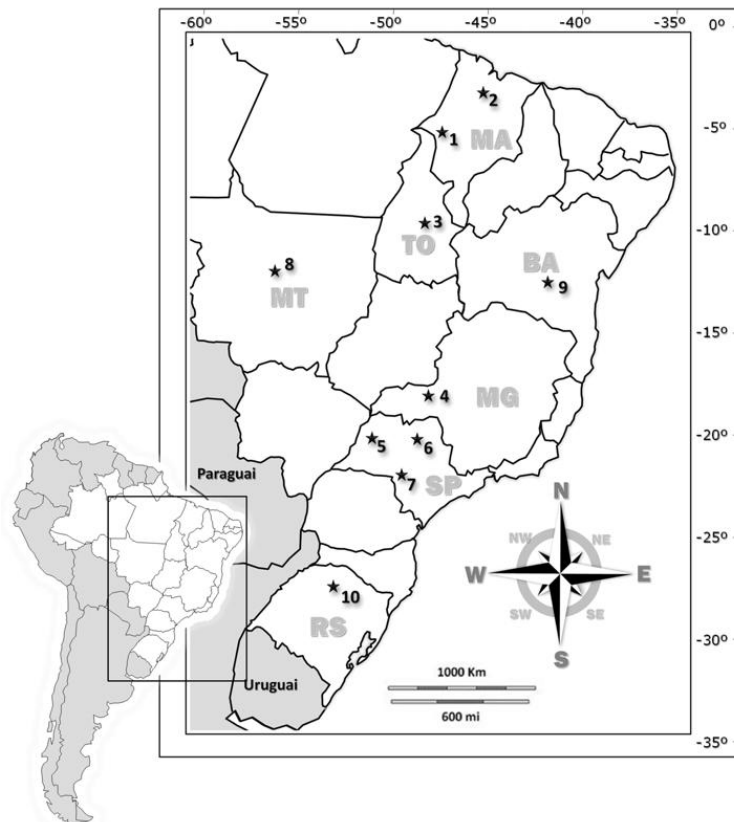 -60º -55º -50º -45º -40º -35º
0º
2
1
MA
-5º
3
TO
-10º
BA
8
9
MT
-15º
4
MG
5
6
-20º
Paraguai
7
SP
N
NW NE
-25º
W E
10
SW SE
RS
S
-30º
1000 Km
Uruguai
600 mi
-35º